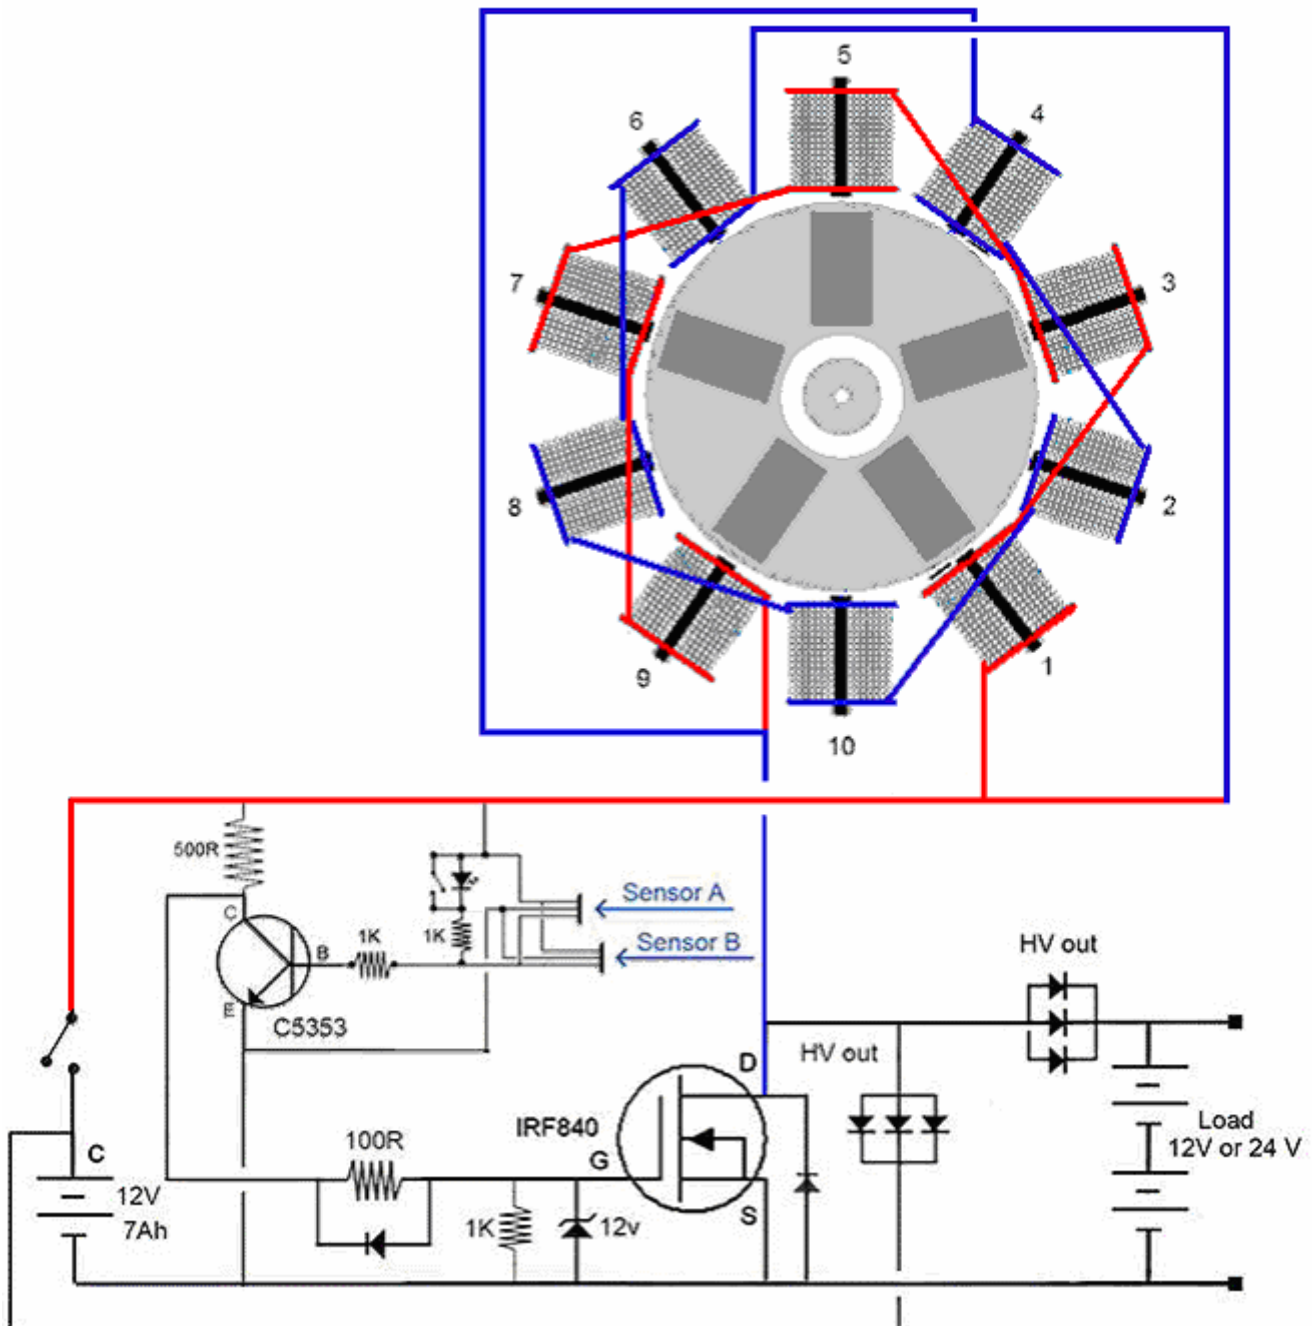 5
4
6
3
7
2
8
1
9
10
500R
C
Sensor A
1K
1K
B
Sensor B
E
C5353
HV out
HV out
D
IRF840
100R
G
Load
12V or 24 V
C
12V
7Ah
1K
12v
S